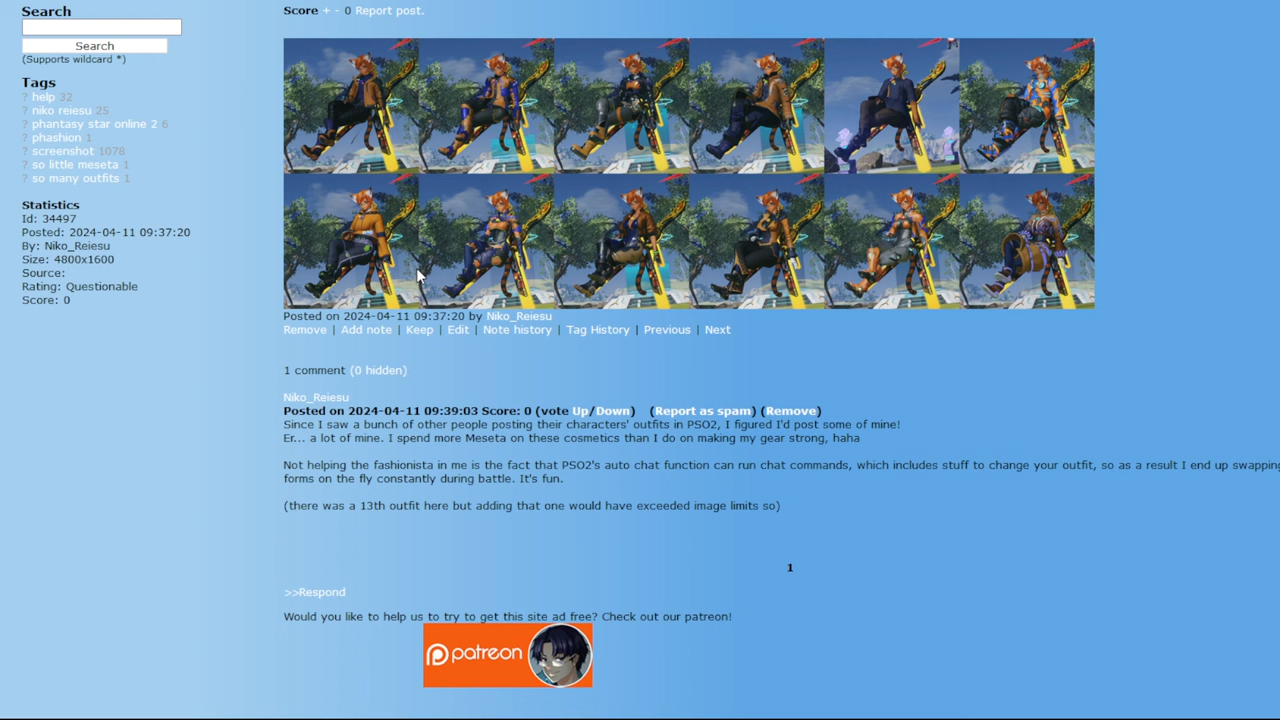 Search
Search
(Supports wildcard *)
Tags
? help 32
? niko reiesu 25
? phantasy star online 2 6
? phashion 1
? screenshot 1078
? so little meseta 1
? so many outfits 1
Statistics
Id: 34497
Posted: 2024-04-11 09:37:20
By: Niko_Reiesu
Size: 4800x1600
Source:
Rating: Questionable
Score: 0
Score + - 0 Report post.
Posted on 2024-04-11 09:37:20 by Niko_Reiesu
Remove | Add note | Keep | Edit | Note history | Tag History | Previous | Next
1 comment (0 hidden)
Niko_Reiesu
Posted on 2024-04-11 09:39:03 Score: 0 (vote Up/Down) (Report as spam) (Remove)
Since I saw a bunch of other people posting their characters' outfits in PSO2, I figured I'd post some of mine!
Er... a lot of mine. I spend more Meseta on these cosmetics than I do on making my gear strong, haha
Not helping the fashionista in me is the fact that PSO2's auto chat function can run chat commands, which includes stuff to change your outfit, so as a result I end up swapping
forms on the fly constantly during battle. It's fun.
(there was a 13th outfit here but adding that one would have exceeded image limits so)
1
>>Respond
Would you like to help us to try to get this site ad free? Check out our patreon!
patreon